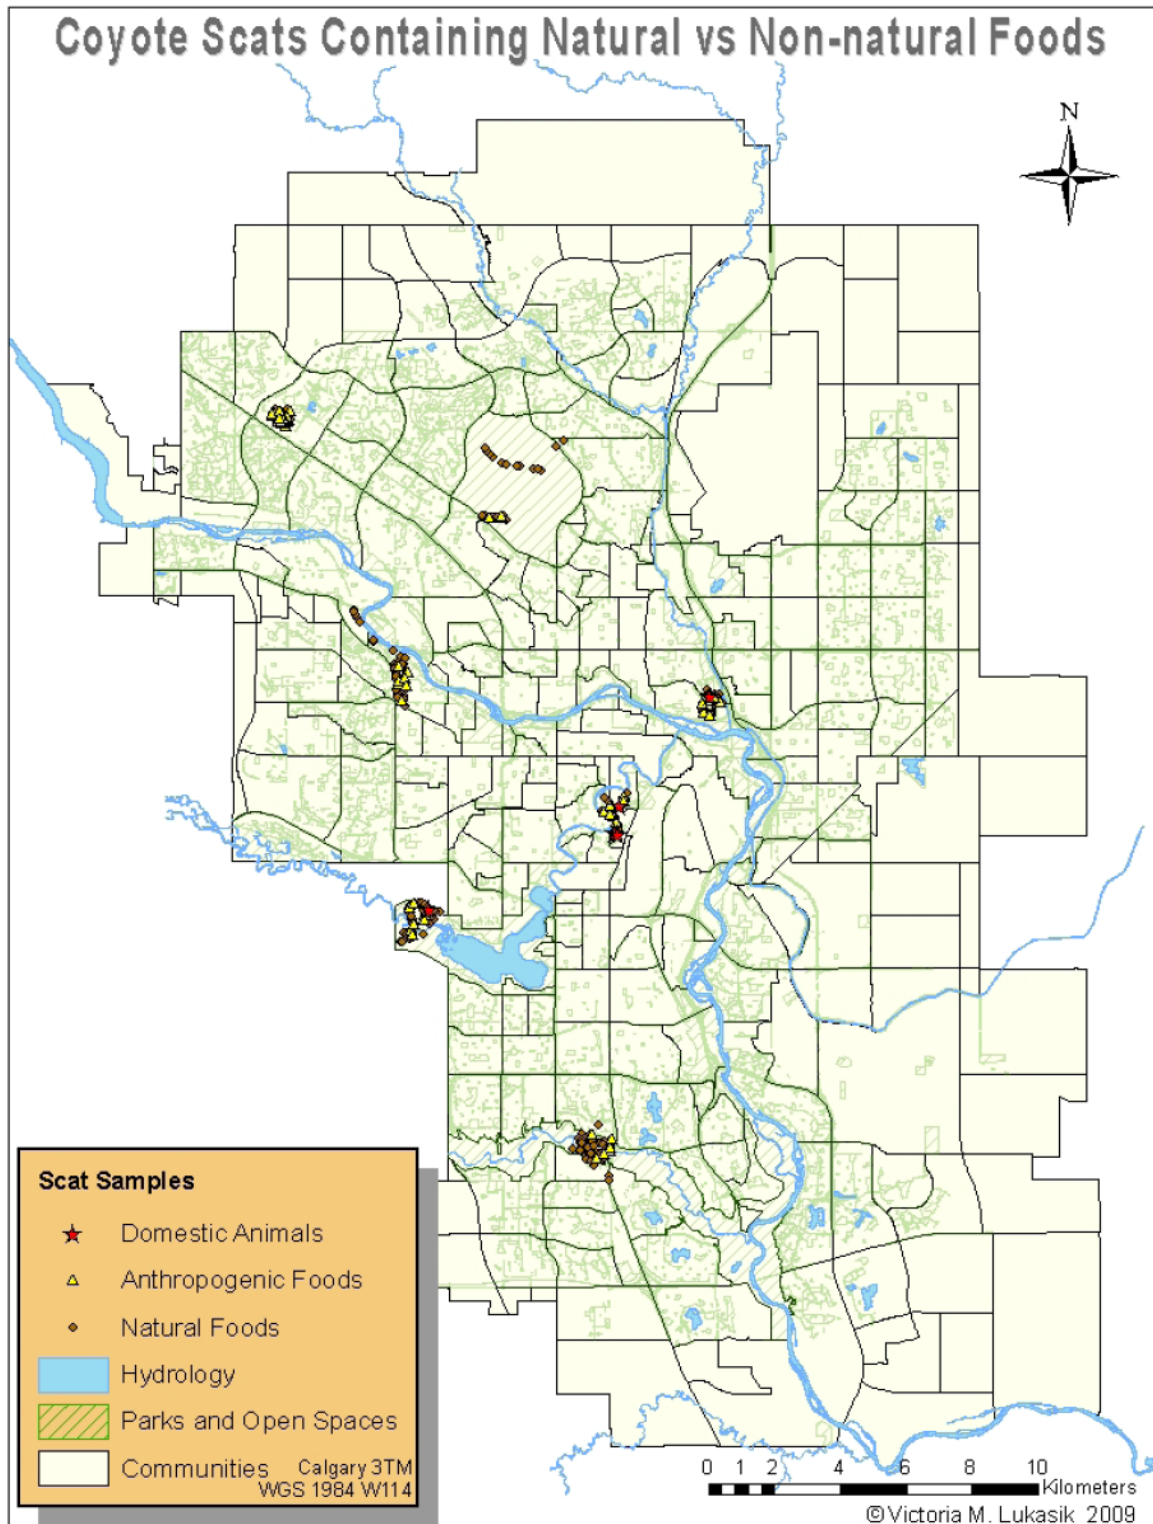 Coyote Scats Containing Natural vs Non-natural Foods
N
Scat Samples
Domestic Animals
Anthropogenic Foods
Natural Foods
Hydrology
Parks and Open Spaces
Communities
Calgary 3TM
WGS 1984 W114
0 1 2 4 6 8 10
Kilometers
©Victoria M. Lukasik 2009